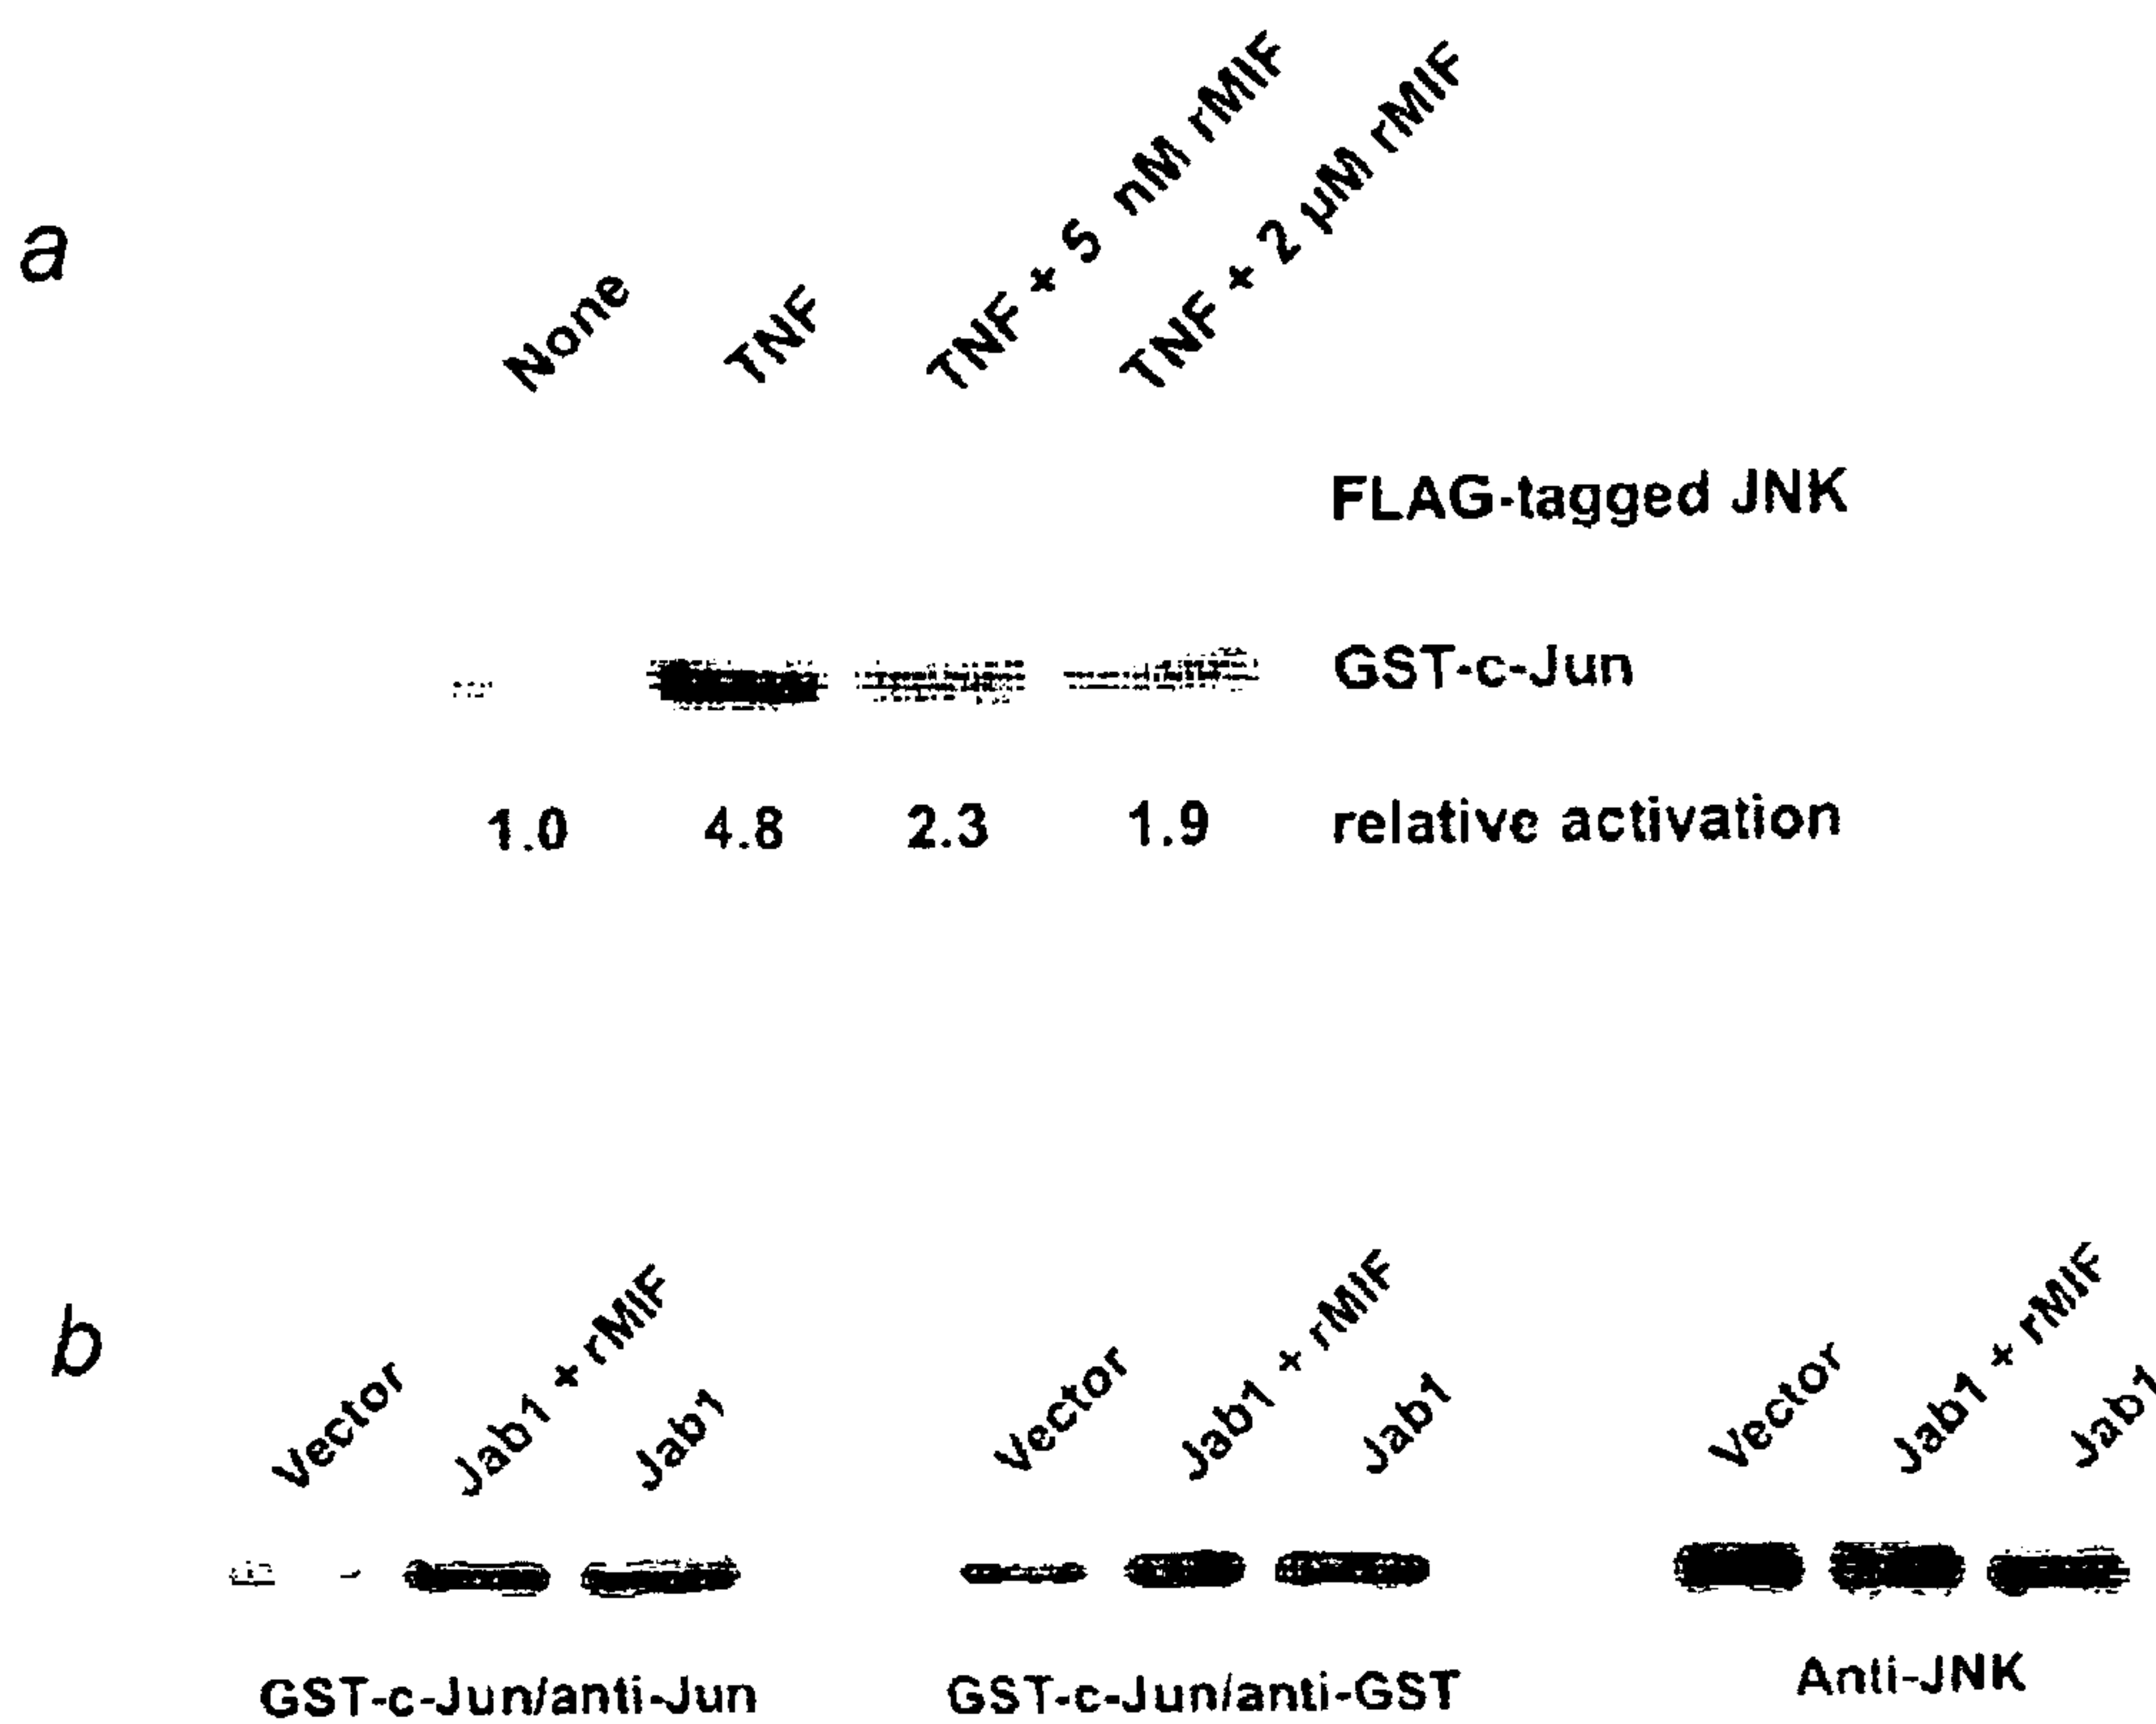 a
None TNF TNF + 5 nM rMIF TNF + 2 µM rMIF
FLAG-tagged JNK
GST-c-Jun
1.0 4.8 2.3 1.9 relative activation
b
Vector Jab1 + rMIF Jab1 Vector Jab1 + rMIF Jab1 Vector Jab1 + rMIF Jab1
GST-c-Jun/anti-Jun GST-c-Jun/anti-GST Anti-JNK